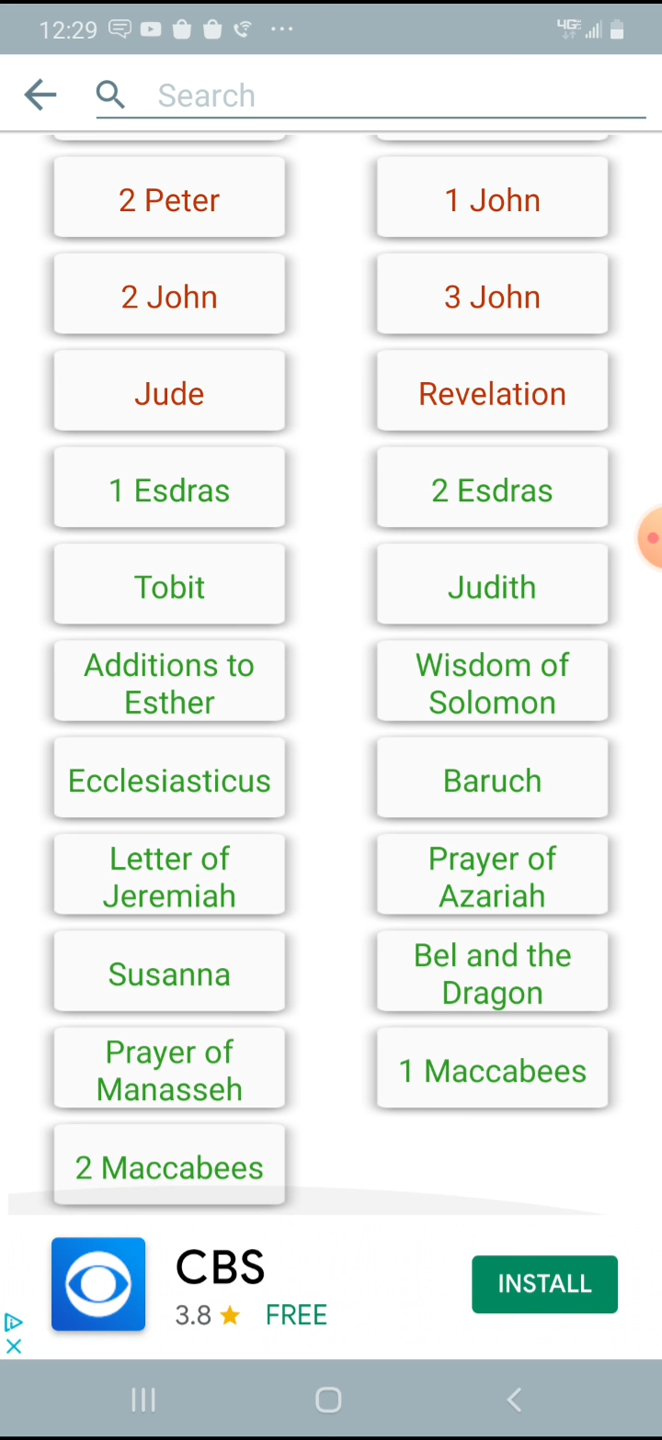 12:29
4GE
Search
2 Peter
1 John
2 John
3 John
Jude
Revelation
1 Esdras
2 Esdras
Tobit
Judith
Additions to
Esther
Wisdom of
Solomon
Ecclesiasticus
Baruch
Letter of
Jeremiah
Prayer of
Azariah
Susanna
Bel and the
Dragon
Prayer of
Manasseh
1 Maccabees
2 Maccabees
CBS
3.8 ★ FREE
INSTALL